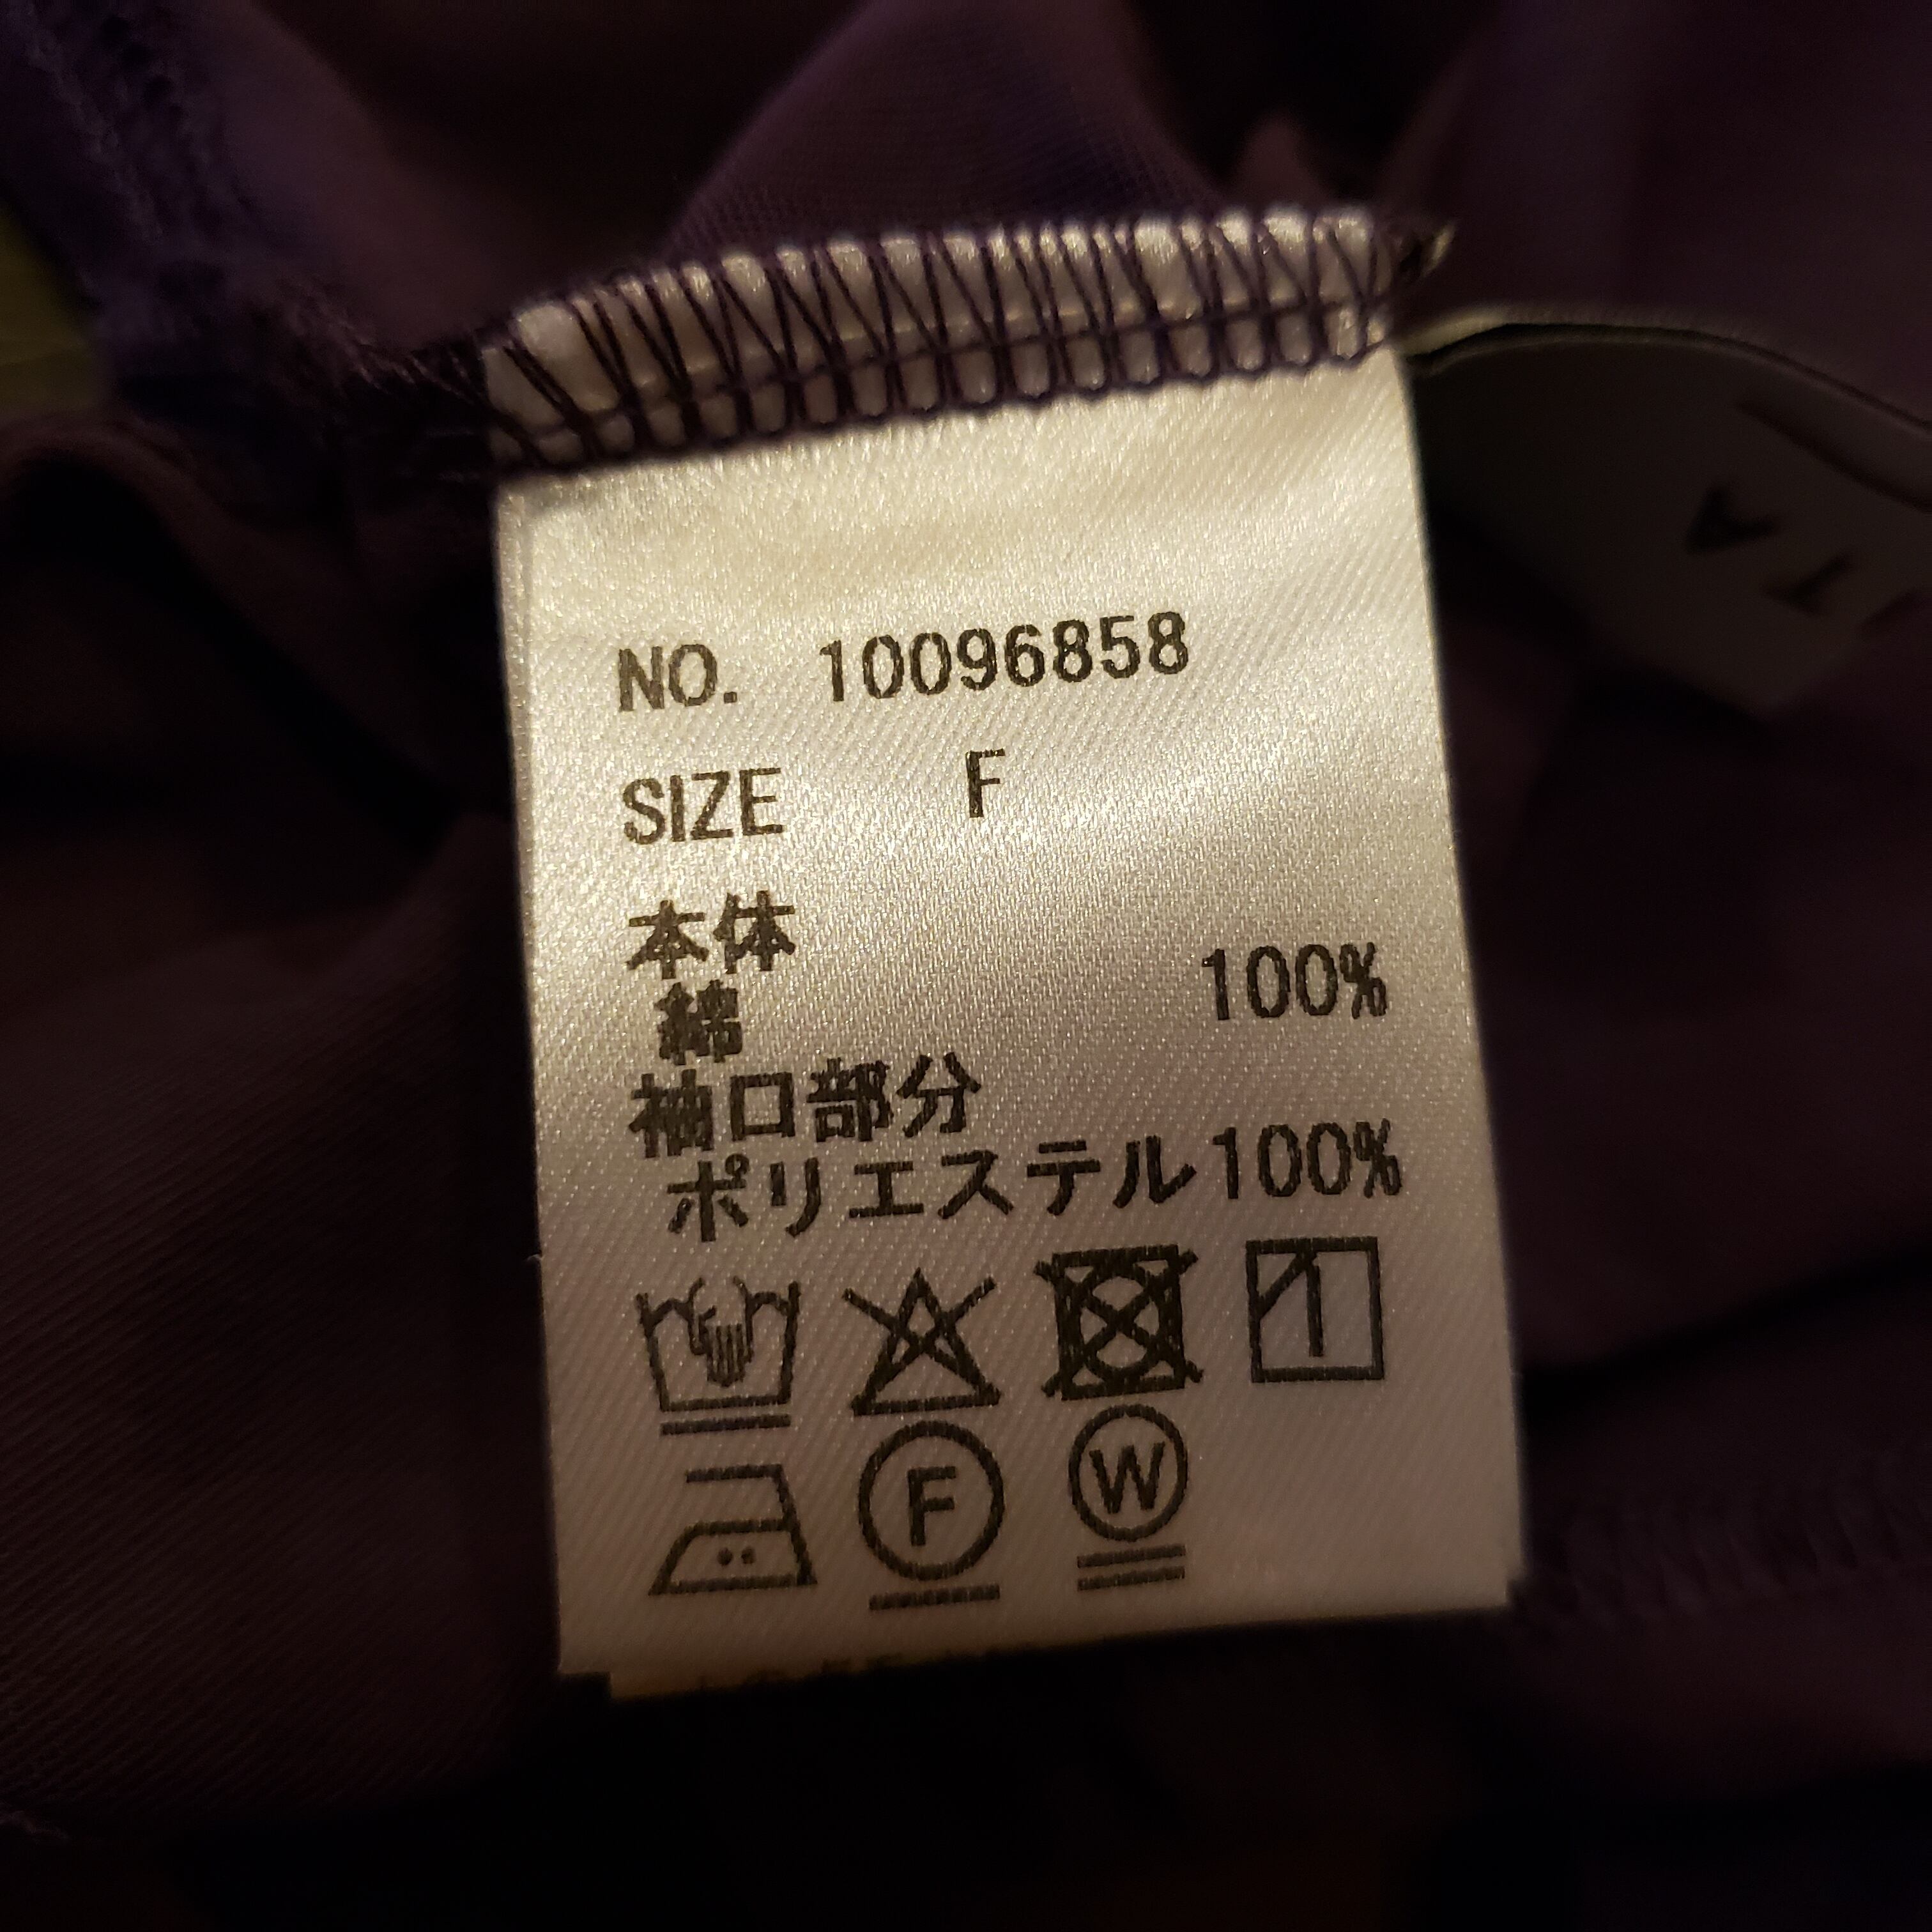 NO. 10096858
SIZE F
本体
綿 100%
袖口部分
ポリエステル100%
F W